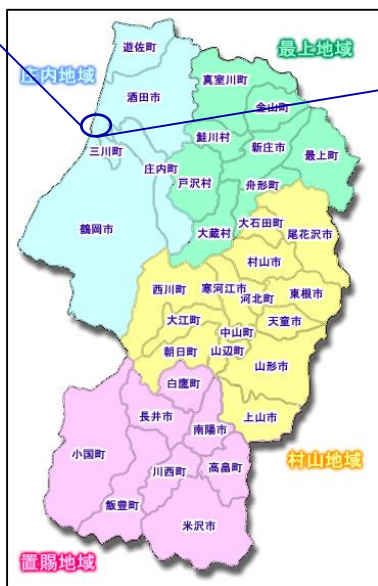 遊佐町
最上地域
庄内地域
真室川町
酒田市
金山町
鮭川村
新庄市
三川町
最上町
庄内町
戸沢村
舟形町
鶴岡市
大蔵村
大石田町
尾花沢市
村山市
西川町
寒河江市
東根市
河北町
大江町
天童市
中山町
朝日町
山辺町
山形市
白鷹町
長井市
上山市
南陽市
小国町
村山地域
川西町
高畠町
飯豊町
米沢市
置賜地域